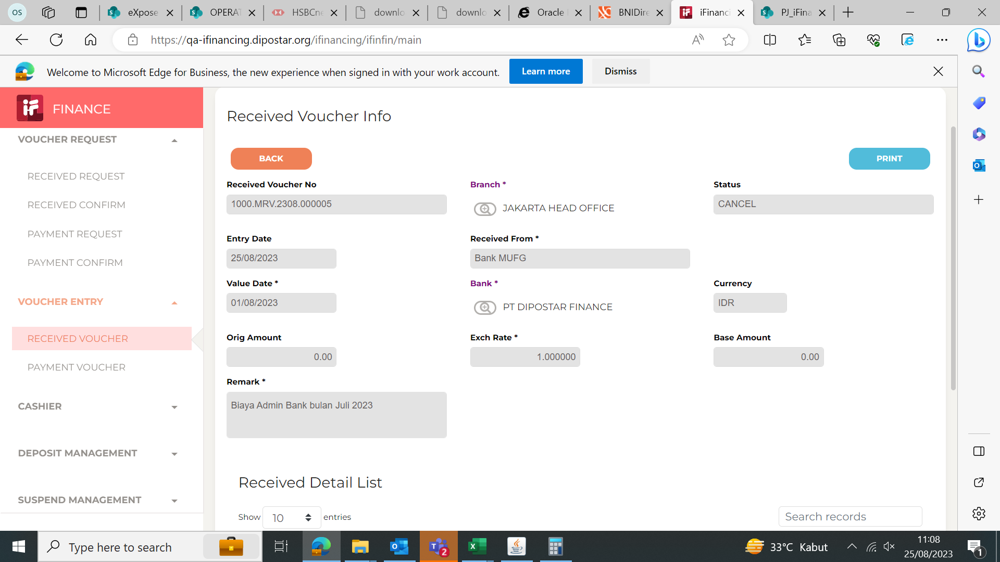 OS
eXpose
OPERAT
HSBCne
downlo
downlo
Oracle
BNIDire
iFinanci
PJ_iFina
https://qa-ifinancing.dipostar.org/ifinancing/ifinfin/main
Welcome to Microsoft Edge for Business, the new experience when signed in with your work account.
Learn more
Dismiss
iF FINANCE
VOUCHER REQUEST
RECEIVED REQUEST
RECEIVED CONFIRM
PAYMENT REQUEST
PAYMENT CONFIRM
VOUCHER ENTRY
RECEIVED VOUCHER
PAYMENT VOUCHER
CASHIER
DEPOSIT MANAGEMENT
SUSPEND MANAGEMENT
Received Voucher Info
BACK
PRINT
Received Voucher No
1000.MRV.2308.000005
Branch *
JAKARTA HEAD OFFICE
Status
CANCEL
Entry Date
25/08/2023
Received From *
Bank MUFG
Value Date *
01/08/2023
Bank *
PT DIPOSTAR FINANCE
Currency
IDR
Orig Amount
0.00
Exch Rate *
1.000000
Base Amount
0.00
Remark *
Biaya Admin Bank bulan Juli 2023
Received Detail List
Show 10 entries
Search records
Type here to search
2
33°C Kabut
11:08
25/08/2023
1